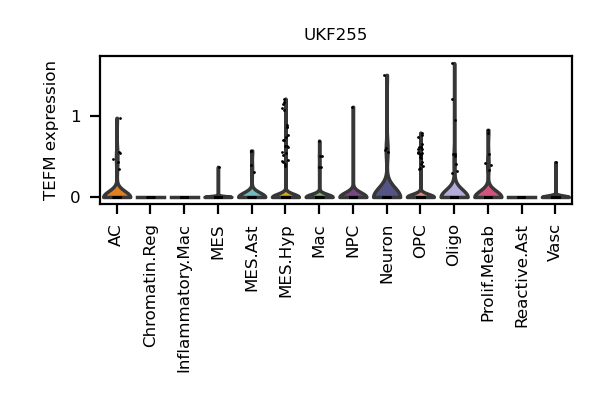 UKF255
TEFM expression
1
0
AC
Chromatin.Reg
Inflammatory.Mac
MES
MES.Ast
MES.Hyp
Mac
NPC
Neuron
OPC
Oligo
Prolif.Metab
Reactive.Ast
Vasc